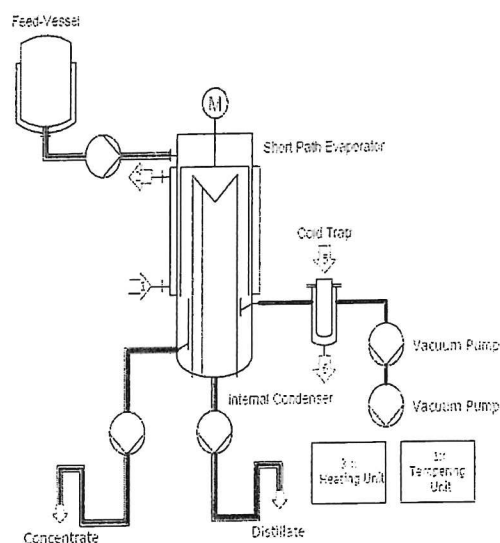 Feed-Vessel
M
Short Path Evaporator
Cold Trap
Vacuum Pump
Vacuum Pump
Internal Condenser
Heating Unit
Tempering
Unit
Concentrate
Distillate